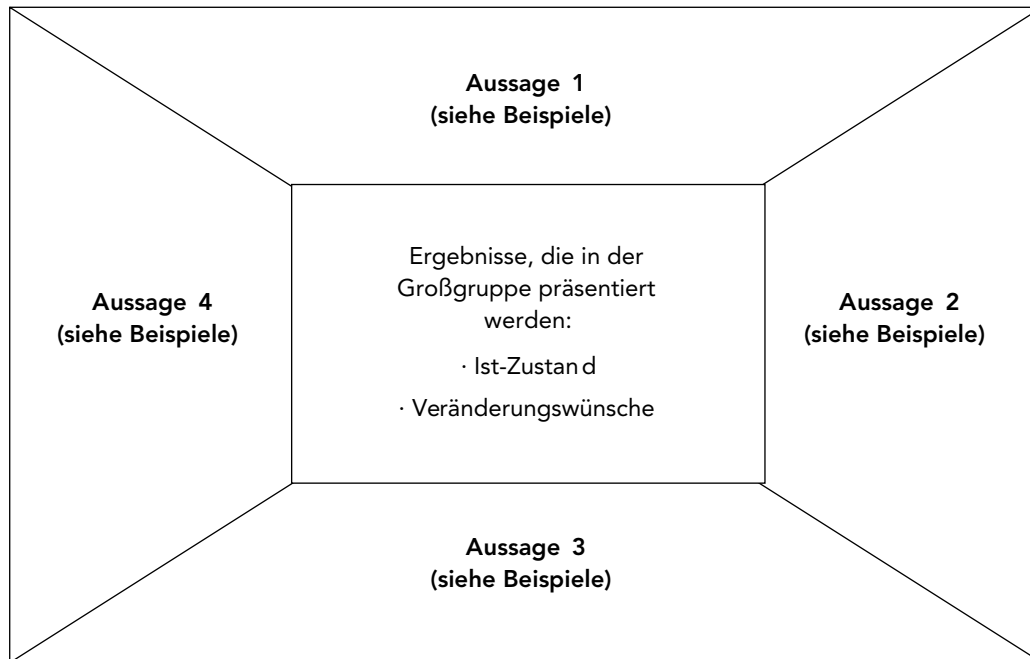 Aussage 1
(siehe Beispiele)
Aussage 4
(siehe Beispiele)
Ergebnisse, die in der
Großgruppe präsentiert
werden:
· Ist-Zustand
· Veränderungswünsche
Aussage 2
(siehe Beispiele)
Aussage 3
(siehe Beispiele)